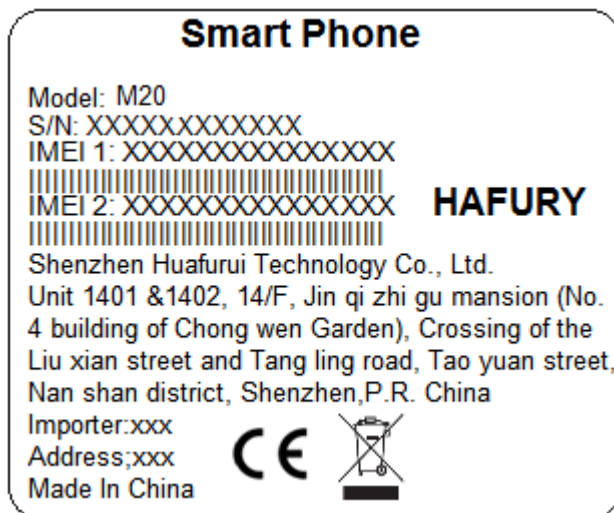 Smart Phone
Model: M20
S/N: XXXXXXXXXXXX
IMEI 1: XXXXXXXXXXXXXXX
IMEI 2: XXXXXXXXXXXXXXX
HAFURY
Shenzhen Huafurui Technology Co., Ltd.
Unit 1401 &1402, 14/F, Jin qi zhi gu mansion (No.
4 building of Chong wen Garden), Crossing of the
Liu xian street and Tang ling road, Tao yuan street,
Nan shan district, Shenzhen,P.R. China
Importer:xxx
Address;xxx
Made In China
CE